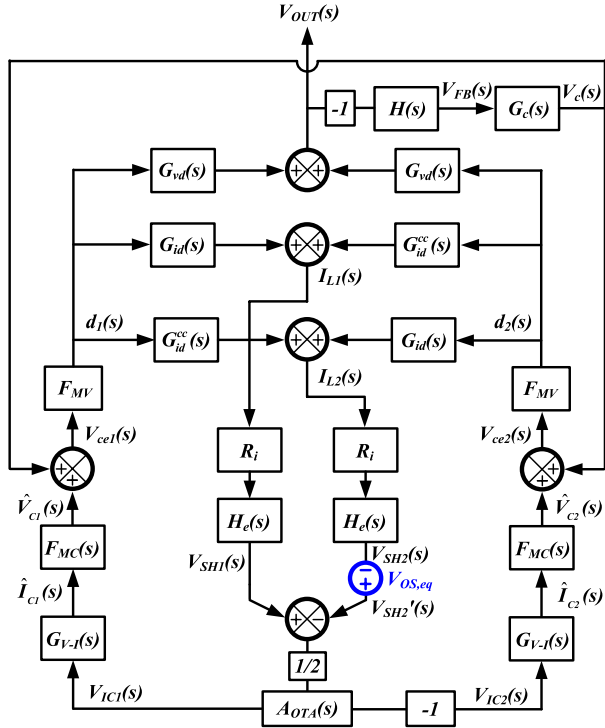 V_OUT(s)
-1
H(s)
V_FB(s)
G_c(s)
V_c(s)
G_vd(s)
+ +
G_vd(s)
G_id(s)
+ +
G_id^cc(s)
I_L1(s)
d_1(s)
G_id^cc(s)
+ +
G_id(s)
d_2(s)
I_L2(s)
F_MV
F_MV
V_ce1(s)
R_i
R_i
V_ce2(s)
+ +
+ +
V̂_C1(s)
H_e(s)
H_e(s)
V̂_C2(s)
F_MC(s)
V_SH1(s)
V_SH2(s)
F_MC(s)
− +
V_OS,eq
Î_C1(s)
V_SH2'(s)
Î_C2(s)
+ −
G_V-I(s)
G_V-I(s)
1/2
V_IC1(s)
A_OTA(s)
-1
V_IC2(s)